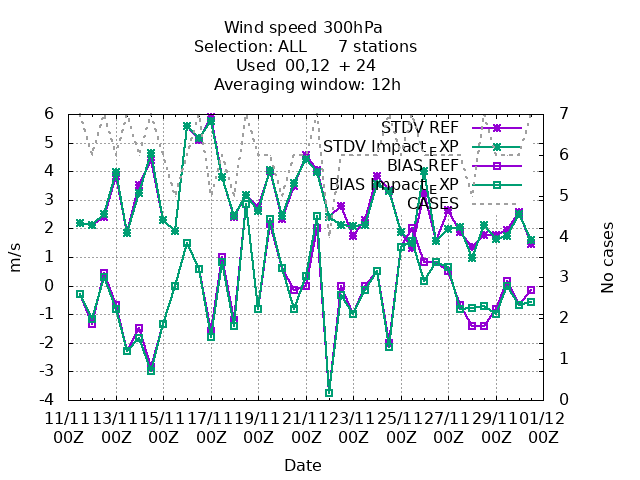 Wind speed 300hPa
Selection: ALL 7 stations
Used 00,12 + 24
Averaging window: 12h
STDV REF
STDV Impact_EXP
BIAS REF
BIAS Impact_EXP
CASES
6
5
4
3
2
1
0
-1
-2
-3
-4
m/s
7
6
5
4
3
2
1
0
No cases
11/11 13/11 15/11 17/11 19/11 21/11 23/11 25/11 27/11 29/11 01/12
00Z 00Z 00Z 00Z 00Z 00Z 00Z 00Z 00Z 00Z 00Z
Date